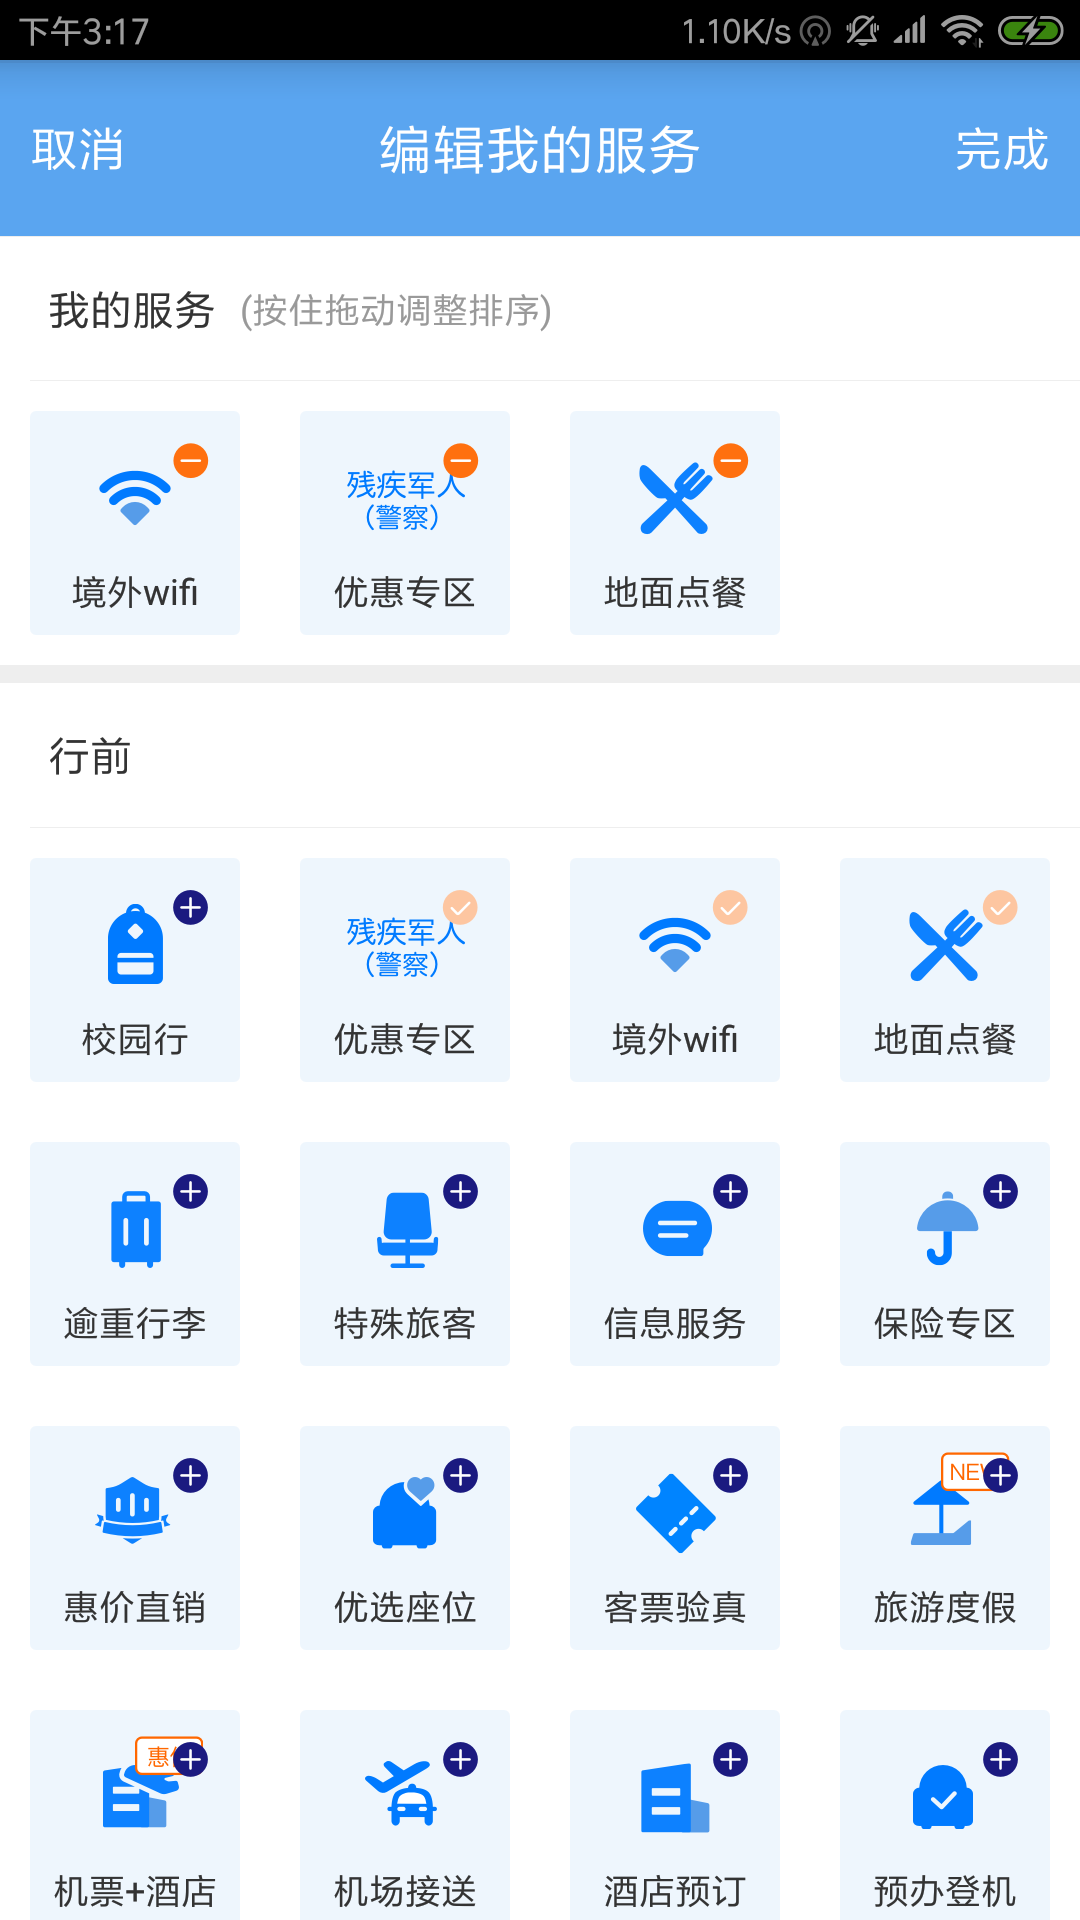 下午3:17 1.10K/s
取消 编辑我的服务 完成
我的服务 (按住拖动调整排序)
残疾军人
(警察)
境外wifi 优惠专区 地面点餐
行前
残疾军人
(警察)
校园行 优惠专区 境外wifi 地面点餐
逾重行李 特殊旅客 信息服务 保险专区
NEW
惠价直销 优选座位 客票验真 旅游度假
惠
机票+酒店 机场接送 酒店预订 预办登机